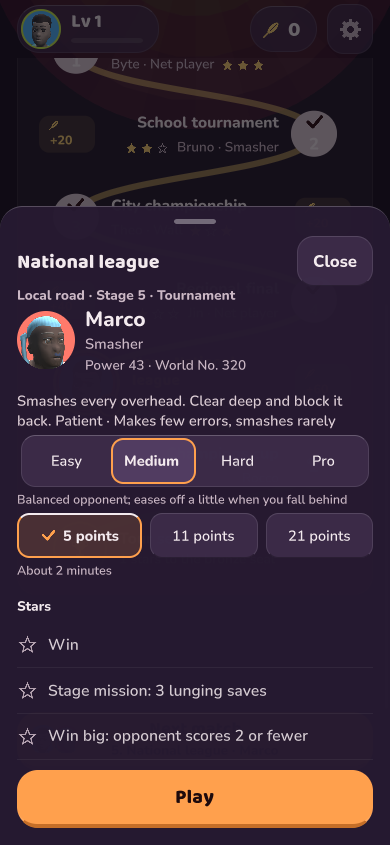 Lv 1
0
1
Byte · Net player
School tournament
+20
Bruno · Smasher
2
City championship
National league
Close
Local road · Stage 5 · Tournament
Marco
Smasher
Power 43 · World No. 320
Smashes every overhead. Clear deep and block it
back. Patient · Makes few errors, smashes rarely
Easy
Medium
Hard
Pro
Balanced opponent; eases off a little when you fall behind
5 points
11 points
21 points
About 2 minutes
Stars
Win
Stage mission: 3 lunging saves
Win big: opponent scores 2 or fewer
Play